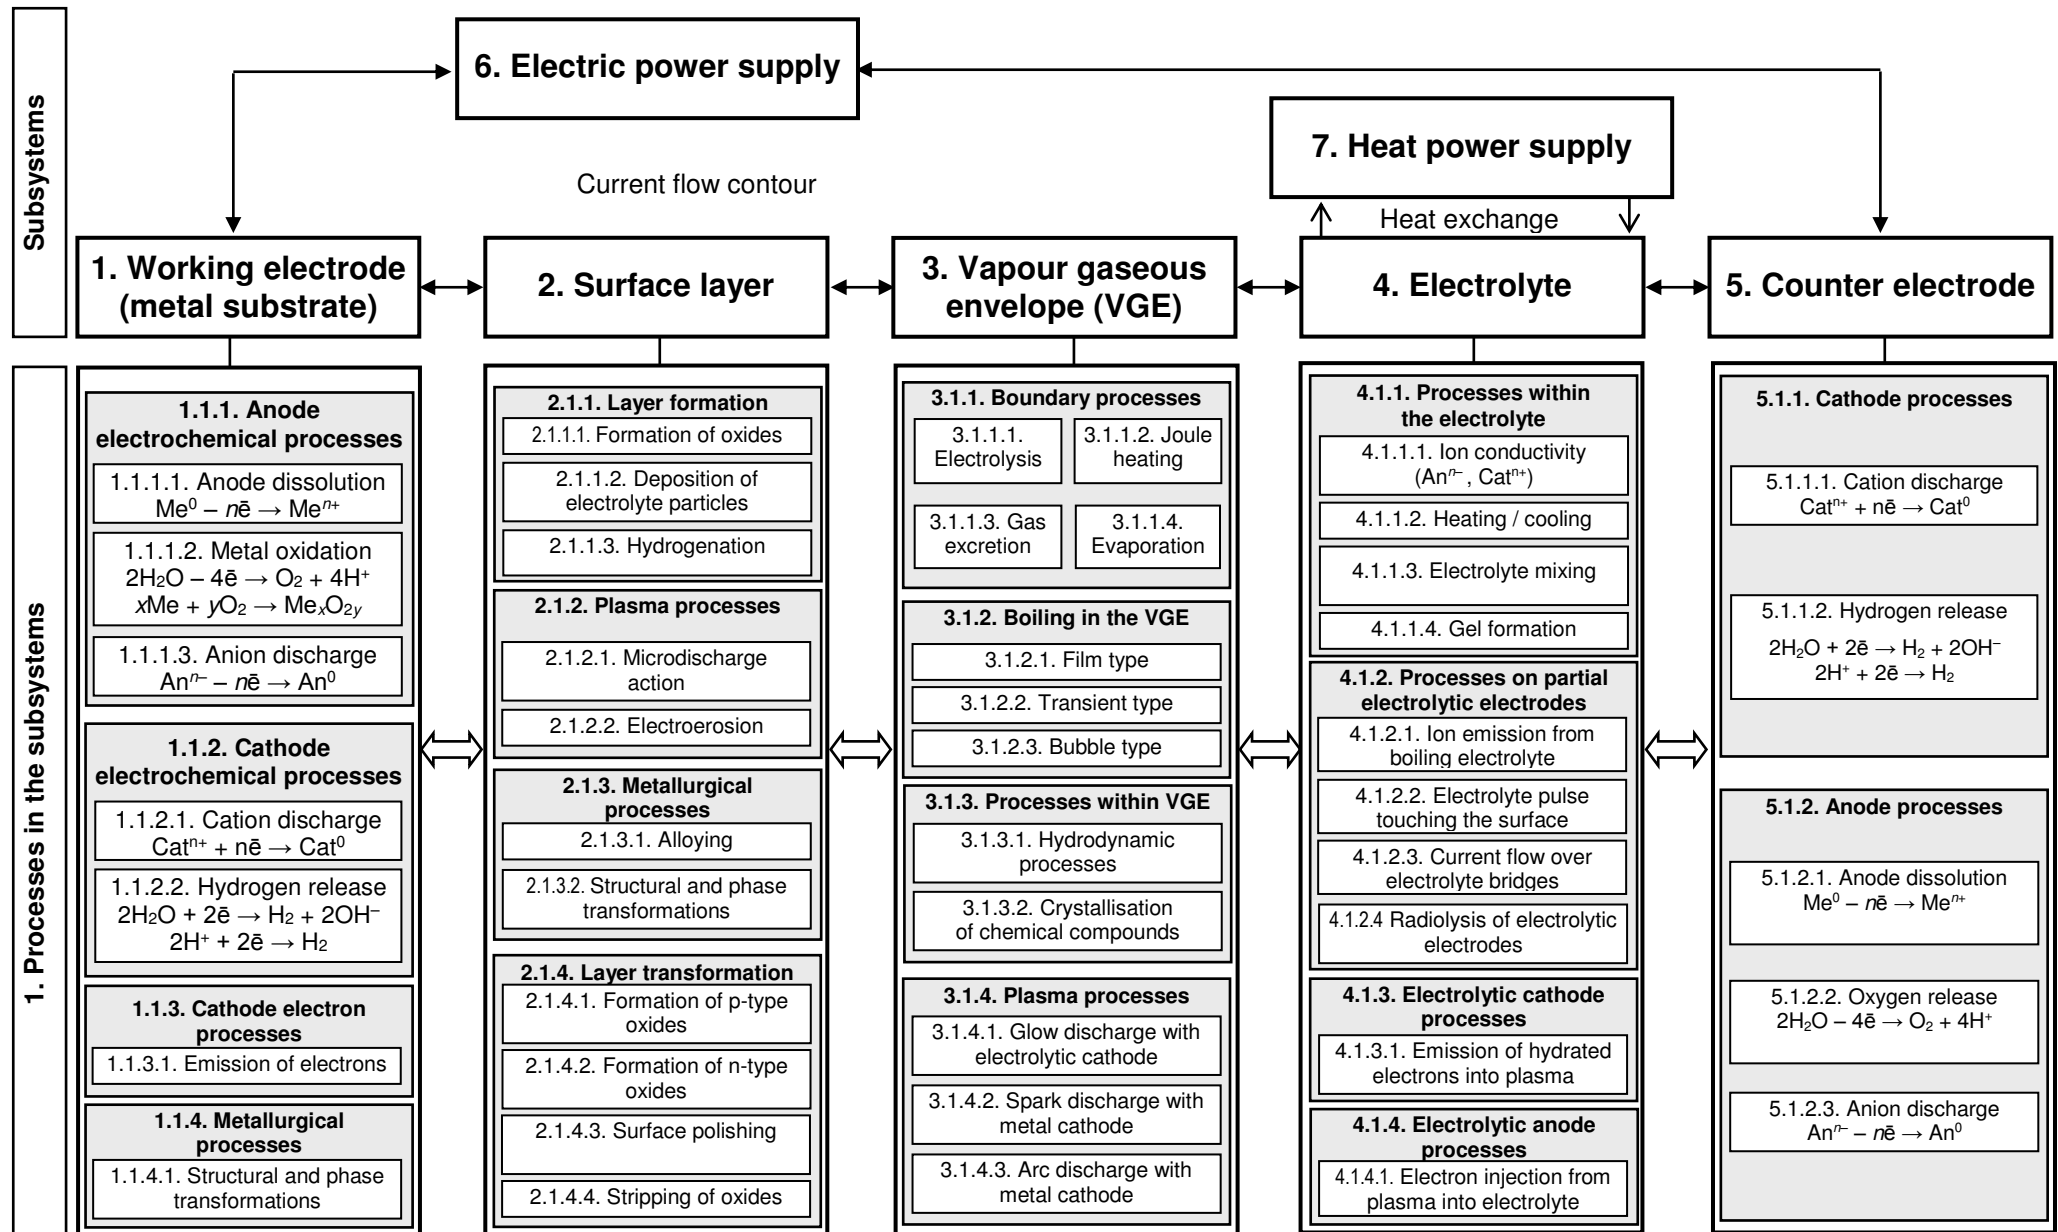 Subsystems
6. Electric power supply
7. Heat power supply
Current flow contour
Heat exchange
1. Working electrode
(metal substrate)
2. Surface layer
3. Vapour gaseous
envelope (VGE)
4. Electrolyte
5. Counter electrode
1. Processes in the subsystems
1.1.1. Anode
electrochemical processes
1.1.1.1. Anode dissolution
Me⁰ – nē → Meⁿ⁺
1.1.1.2. Metal oxidation
2H₂O – 4ē → O₂ + 4H⁺
xMe + yO₂ → MeₓO₂ᵧ
1.1.1.3. Anion discharge
Anⁿ⁻ – nē → An⁰
1.1.2. Cathode
electrochemical processes
1.1.2.1. Cation discharge
Catⁿ⁺ + nē → Cat⁰
1.1.2.2. Hydrogen release
2H₂O + 2ē → H₂ + 2OH⁻
2H⁺ + 2ē → H₂
1.1.3. Cathode electron
processes
1.1.3.1. Emission of electrons
1.1.4. Metallurgical
processes
1.1.4.1. Structural and phase
transformations
2.1.1. Layer formation
2.1.1.1. Formation of oxides
2.1.1.2. Deposition of
electrolyte particles
2.1.1.3. Hydrogenation
2.1.2. Plasma processes
2.1.2.1. Microdischarge
action
2.1.2.2. Electroerosion
2.1.3. Metallurgical
processes
2.1.3.1. Alloying
2.1.3.2. Structural and phase
transformations
2.1.4. Layer transformation
2.1.4.1. Formation of p-type
oxides
2.1.4.2. Formation of n-type
oxides
2.1.4.3. Surface polishing
2.1.4.4. Stripping of oxides
3.1.1. Boundary processes
3.1.1.1.
Electrolysis
3.1.1.2. Joule
heating
3.1.1.3. Gas
excretion
3.1.1.4.
Evaporation
3.1.2. Boiling in the VGE
3.1.2.1. Film type
3.1.2.2. Transient type
3.1.2.3. Bubble type
3.1.3. Processes within VGE
3.1.3.1. Hydrodynamic
processes
3.1.3.2. Crystallisation
of chemical compounds
3.1.4. Plasma processes
3.1.4.1. Glow discharge with
electrolytic cathode
3.1.4.2. Spark discharge with
metal cathode
3.1.4.3. Arc discharge with
metal cathode
4.1.1. Processes within
the electrolyte
4.1.1.1. Ion conductivity
(Anⁿ⁻ , Catⁿ⁺)
4.1.1.2. Heating / cooling
4.1.1.3. Electrolyte mixing
4.1.1.4. Gel formation
4.1.2. Processes on partial
electrolytic electrodes
4.1.2.1. Ion emission from
boiling electrolyte
4.1.2.2. Electrolyte pulse
touching the surface
4.1.2.3. Current flow over
electrolyte bridges
4.1.2.4 Radiolysis of electrolytic
electrodes
4.1.3. Electrolytic cathode
processes
4.1.3.1. Emission of hydrated
electrons into plasma
4.1.4. Electrolytic anode
processes
4.1.4.1. Electron injection from
plasma into electrolyte
5.1.1. Cathode processes
5.1.1.1. Cation discharge
Catⁿ⁺ + nē → Cat⁰
5.1.1.2. Hydrogen release
2H₂O + 2ē → H₂ + 2OH⁻
2H⁺ + 2ē → H₂
5.1.2. Anode processes
5.1.2.1. Anode dissolution
Me⁰ – nē → Meⁿ⁺
5.1.2.2. Oxygen release
2H₂O – 4ē → O₂ + 4H⁺
5.1.2.3. Anion discharge
Anⁿ⁻ – nē → An⁰